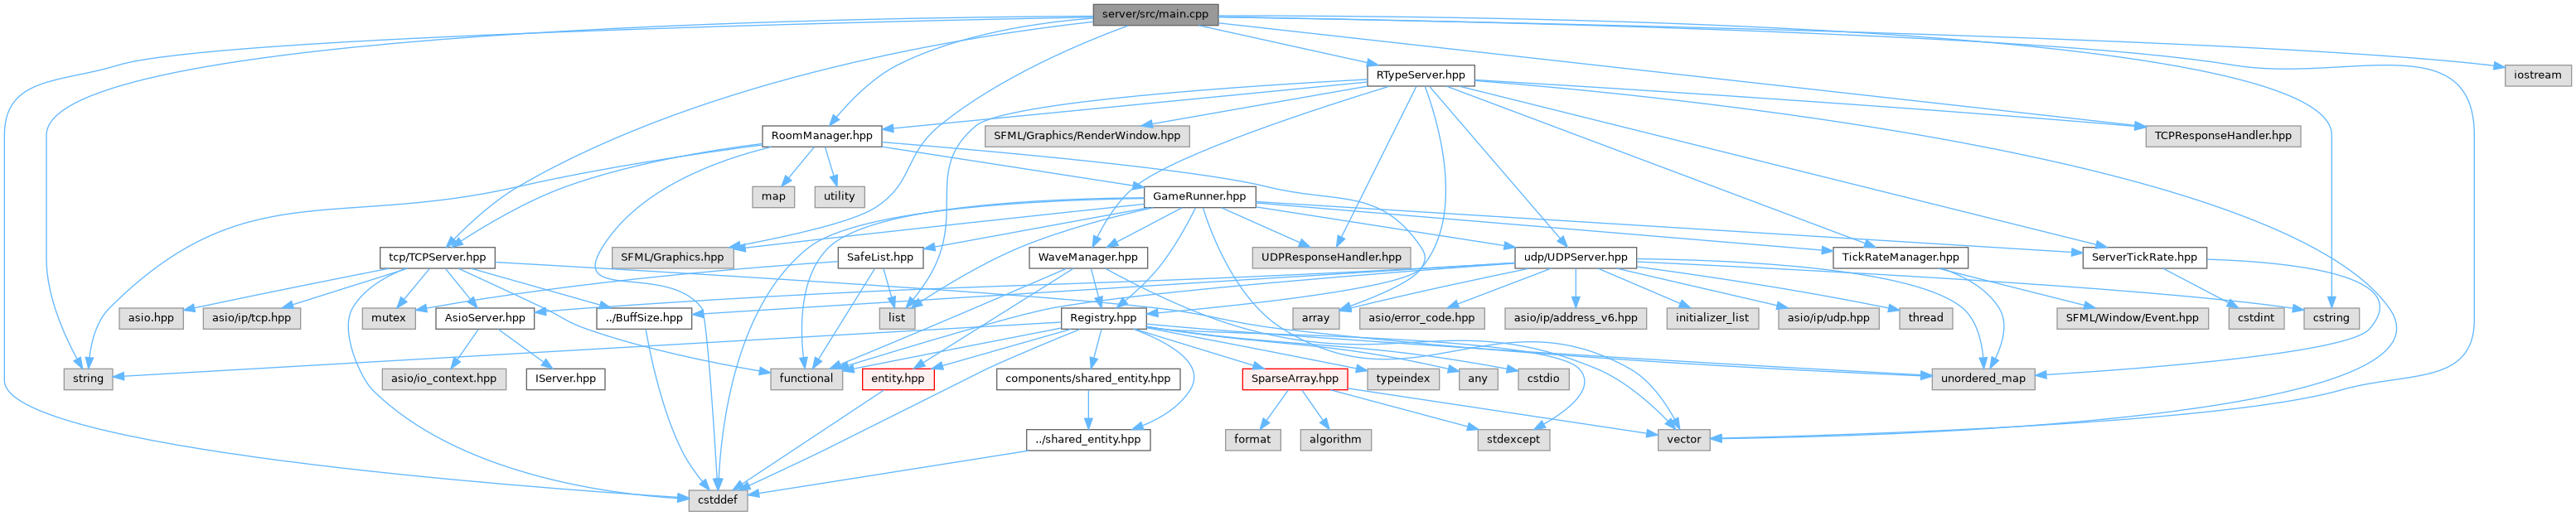 server/src/main.cpp
RTypeServer.hpp
iostream
RoomManager.hpp
SFML/Graphics/RenderWindow.hpp
TCPResponseHandler.hpp
map
utility
GameRunner.hpp
tcp/TCPServer.hpp
SFML/Graphics.hpp
SafeList.hpp
WaveManager.hpp
UDPResponseHandler.hpp
udp/UDPServer.hpp
TickRateManager.hpp
ServerTickRate.hpp
asio.hpp
asio/ip/tcp.hpp
mutex
AsioServer.hpp
../BuffSize.hpp
list
Registry.hpp
array
asio/error_code.hpp
asio/ip/address_v6.hpp
initializer_list
asio/ip/udp.hpp
thread
SFML/Window/Event.hpp
cstdint
cstring
string
asio/io_context.hpp
IServer.hpp
functional
entity.hpp
components/shared_entity.hpp
SparseArray.hpp
typeindex
any
cstdio
unordered_map
../shared_entity.hpp
format
algorithm
stdexcept
vector
cstddef